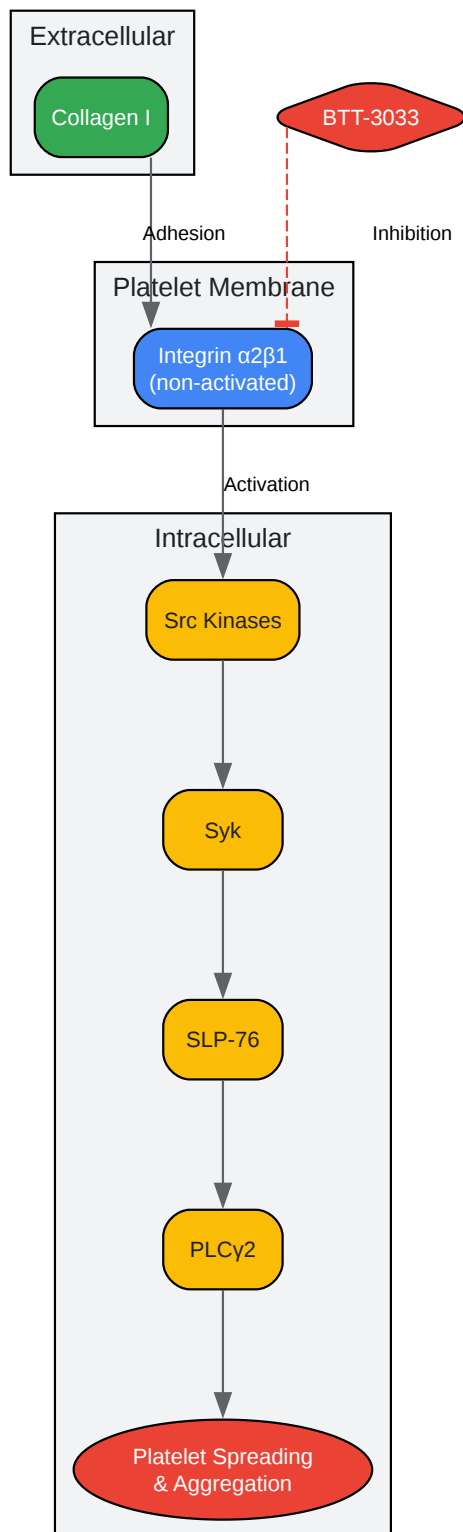 Extracellular
Collagen I
BTT-3033
Adhesion
Inhibition
Platelet Membrane
Integrin α2β1
(non-activated)
Activation
Intracellular
Src Kinases
Syk
SLP-76
PLCγ2
Platelet Spreading
& Aggregation